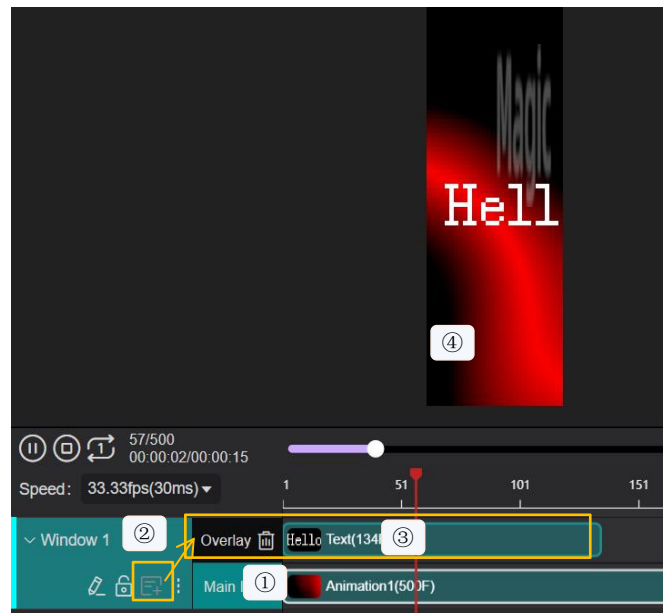 Magic
Hell
④
1
57/500
00:00:02/00:00:15
Speed: 33.33fps(30ms)
1 51 101 151
Window 1 ② Overlay Hello Text(134 ③
Main ① Animation1(500F)